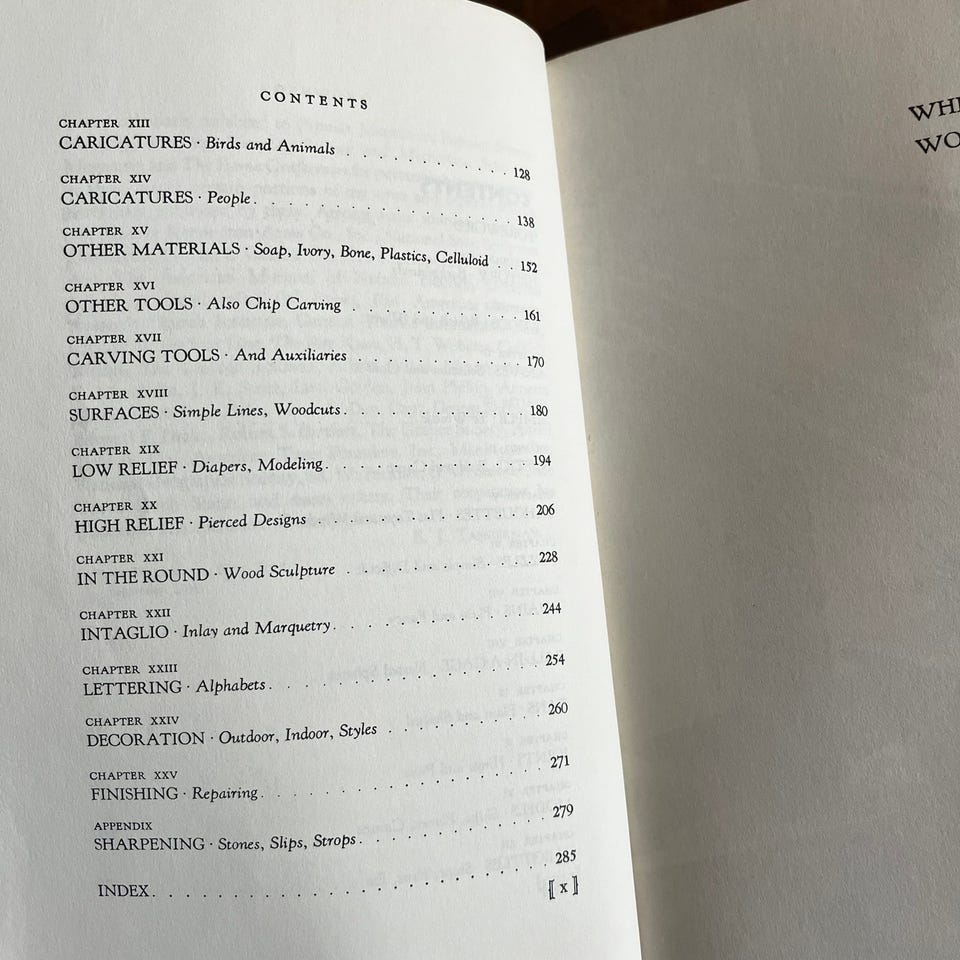 CONTENTS
CHAPTER XIII
CARICATURES · Birds and Animals . . . . . . . . . . . 128
CHAPTER XIV
CARICATURES · People . . . . . . . . . . . . . . . . 138
CHAPTER XV
OTHER MATERIALS · Soap, Ivory, Bone, Plastics, Celluloid . . 152
CHAPTER XVI
OTHER TOOLS · Also Chip Carving . . . . . . . . . . . 161
CHAPTER XVII
CARVING TOOLS · And Auxiliaries . . . . . . . . . . . 170
CHAPTER XVIII
SURFACES · Simple Lines, Woodcuts . . . . . . . . . . . 180
CHAPTER XIX
LOW RELIEF · Diapers, Modeling . . . . . . . . . . . . 194
CHAPTER XX
HIGH RELIEF · Pierced Designs . . . . . . . . . . . . 206
CHAPTER XXI
IN THE ROUND · Wood Sculpture . . . . . . . . . . . 228
CHAPTER XXII
INTAGLIO · Inlay and Marquetry . . . . . . . . . . . . 244
CHAPTER XXIII
LETTERING · Alphabets . . . . . . . . . . . . . . . 254
CHAPTER XXIV
DECORATION · Outdoor, Indoor, Styles . . . . . . . . . 260
CHAPTER XXV
FINISHING · Repairing . . . . . . . . . . . . . . . 271
APPENDIX
SHARPENING · Stones, Slips, Strops . . . . . . . . . . . 279
INDEX . . . . . . . . . . . . . . . . . . . . . 285
[ x ]